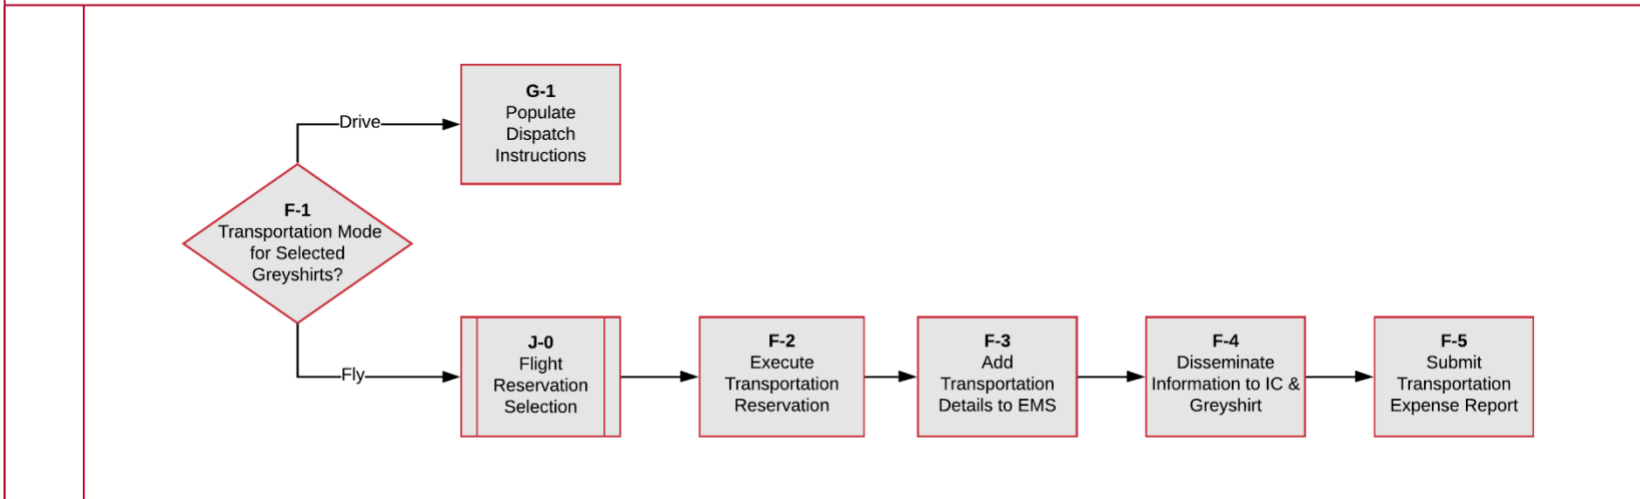 G-1
Populate
Dispatch
Instructions
Drive
F-1
Transportation Mode
for Selected
Greyshirts?
Fly
J-0
Flight
Reservation
Selection
F-2
Execute
Transportation
Reservation
F-3
Add
Transportation
Details to EMS
F-4
Disseminate
Information to IC &
Greyshirt
F-5
Submit
Transportation
Expense Report